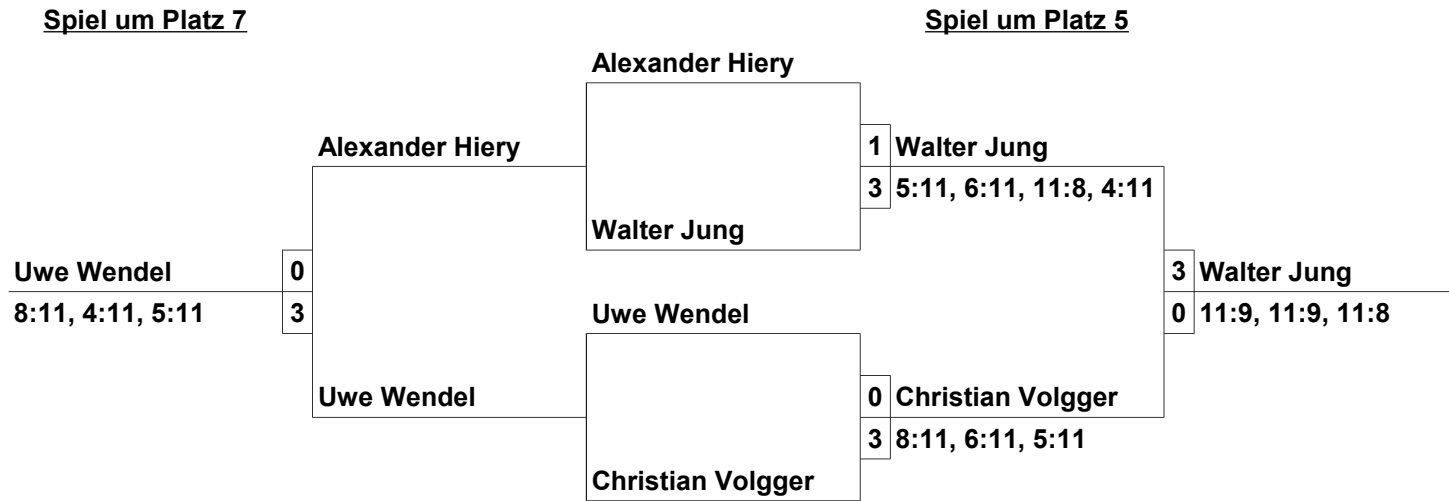 Spiel um Platz 7
Spiel um Platz 5
Alexander Hiery
Alexander Hiery
1 Walter Jung
3 5:11, 6:11, 11:8, 4:11
Walter Jung
Uwe Wendel 0
3 Walter Jung
8:11, 4:11, 5:11 3
0 11:9, 11:9, 11:8
Uwe Wendel
Uwe Wendel
0 Christian Volgger
3 8:11, 6:11, 5:11
Christian Volgger